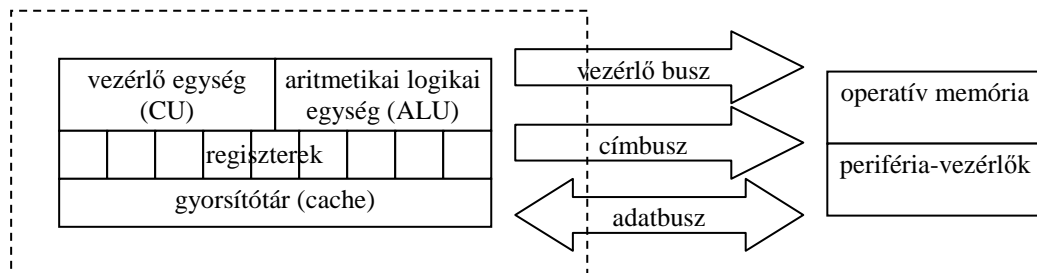 vezérlő egység
(CU)
aritmetikai logikai
egység (ALU)
regiszterek
gyorsítótár (cache)
vezérlő busz
címbusz
adatbusz
operatív memória
periféria-vezérlők